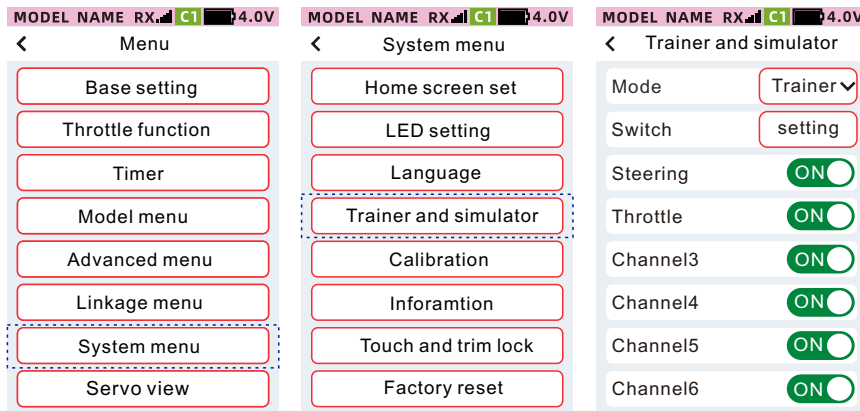 MODEL NAME RX C1 4.0V
Menu
Base setting
Throttle function
Timer
Model menu
Advanced menu
Linkage menu
System menu
Servo view
MODEL NAME RX C1 4.0V
System menu
Home screen set
LED setting
Language
Trainer and simulator
Calibration
Inforamtion
Touch and trim lock
Factory reset
MODEL NAME RX C1 4.0V
Trainer and simulator
Mode Trainer
Switch setting
Steering ON
Throttle ON
Channel3 ON
Channel4 ON
Channel5 ON
Channel6 ON